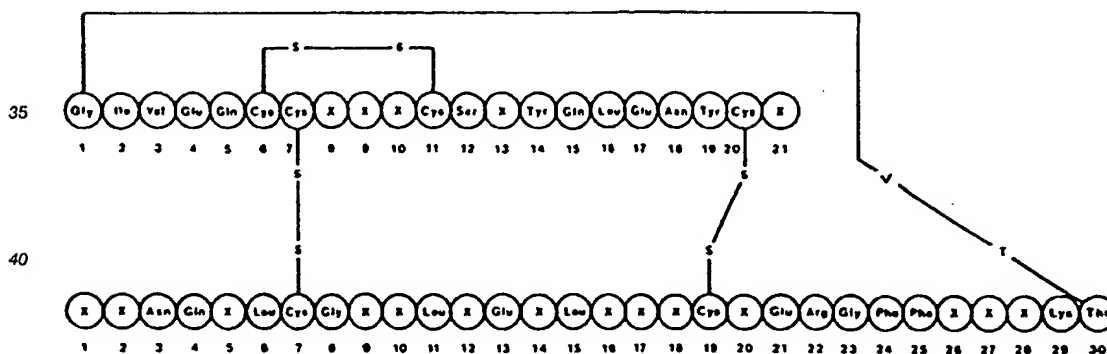 S S
35 Gly Ile Val Glu Gln Cys Cys X X X Cys Ser X Tyr Gln Leu Glu Asn Tyr Cys X
1 2 3 4 5 6 7 8 9 10 11 12 13 14 15 16 17 18 19 20 21
S S V
S S T
40
X X Asn Gln X Leu Cys Gly X X Leu X Glu X Leu X X X Cys X Glu Arg Gly Phe Phe X X X Lys Thr
1 2 3 4 5 6 7 8 9 10 11 12 13 14 15 16 17 18 19 20 21 22 23 24 25 26 27 28 29 30